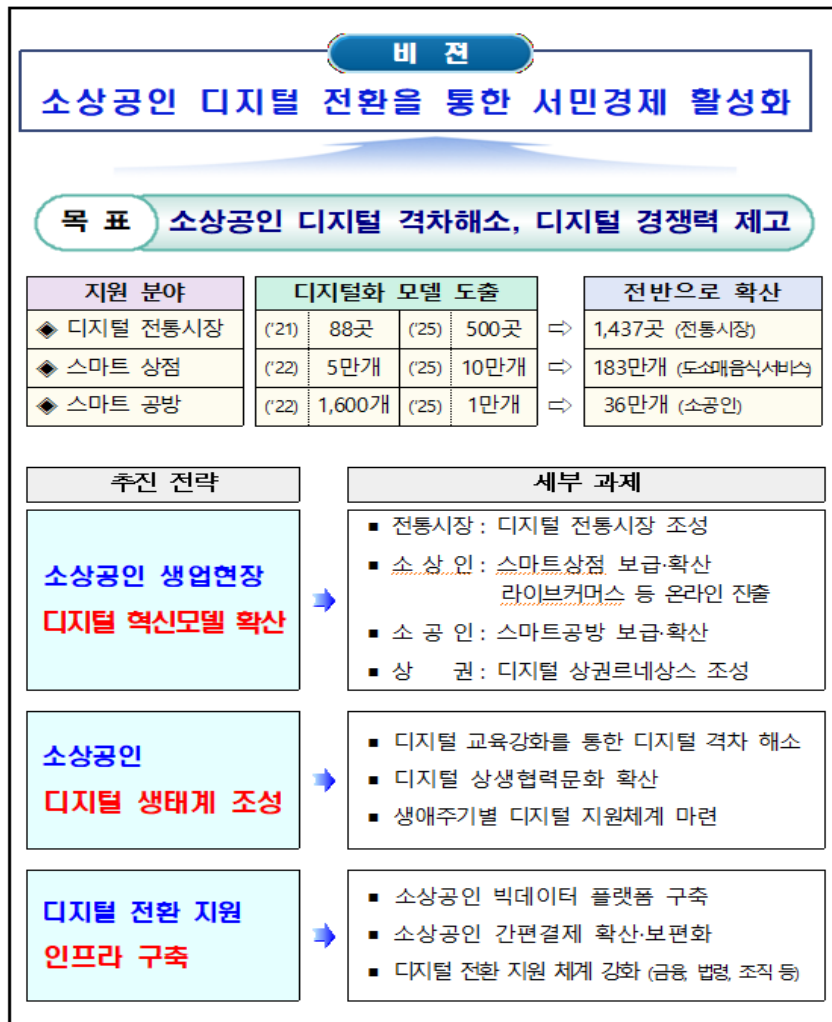 비 젼
소상공인 디지털 전환을 통한 서민경제 활성화
목 표 소상공인 디지털 격차해소, 디지털 경쟁력 제고
지원 분야 디지털화 모델 도출 전반으로 확산
◈ 디지털 전통시장 ('21) 88곳 ('25) 500곳 ⇨ 1,437곳 (전통시장)
◈ 스마트 상점 ('22) 5만개 ('25) 10만개 ⇨ 183만개 (도소매음식,서비스)
◈ 스마트 공방 ('22) 1,600개 ('25) 1만개 ⇨ 36만개 (소공인)
추진 전략 세부 과제
소상공인 생업현장
디지털 혁신모델 확산
▪ 전통시장 : 디지털 전통시장 조성
▪ 소 상 인 : 스마트상점 보급·확산
라이브커머스 등 온라인 진출
▪ 소 공 인 : 스마트공방 보급·확산
▪ 상 권 : 디지털 상권르네상스 조성
소상공인
디지털 생태계 조성
▪ 디지털 교육강화를 통한 디지털 격차 해소
▪ 디지털 상생협력문화 확산
▪ 생애주기별 디지털 지원체계 마련
디지털 전환 지원
인프라 구축
▪ 소상공인 빅데이터 플랫폼 구축
▪ 소상공인 간편결제 확산·보편화
▪ 디지털 전환 지원 체계 강화 (금융, 법령, 조직 등)